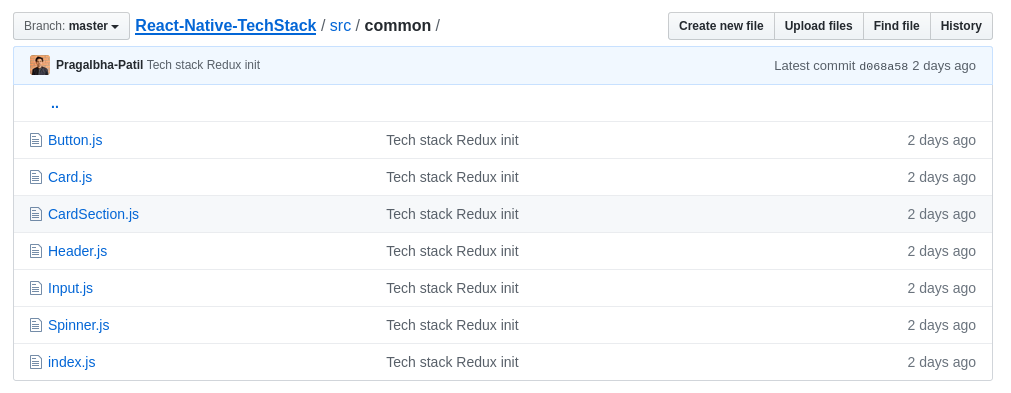 Branch: master React-Native-TechStack / src / common / Create new file Upload files Find file History
Pragalbha-Patil Tech stack Redux init Latest commit d068a58 2 days ago
..
Button.js Tech stack Redux init 2 days ago
Card.js Tech stack Redux init 2 days ago
CardSection.js Tech stack Redux init 2 days ago
Header.js Tech stack Redux init 2 days ago
Input.js Tech stack Redux init 2 days ago
Spinner.js Tech stack Redux init 2 days ago
index.js Tech stack Redux init 2 days ago